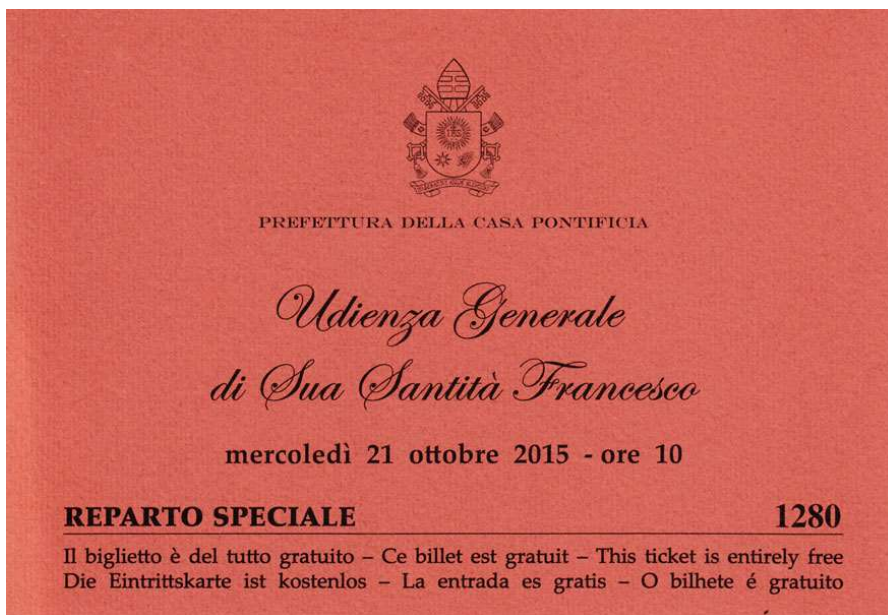 PREFETTURA DELLA CASA PONTIFICIA
Udienza Generale
di Sua Santità Francesco
mercoledì 21 ottobre 2015 - ore 10
REPARTO SPECIALE 1280
Il biglietto è del tutto gratuito – Ce billet est gratuit – This ticket is entirely free
Die Eintrittskarte ist kostenlos – La entrada es gratis – O bilhete é gratuito